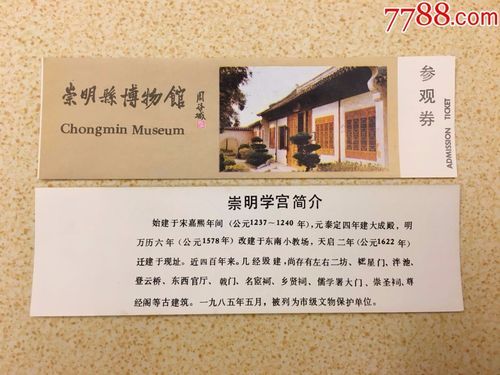 7788.com
崇明縣博物館
周谷城
Chongmin Museum
参观券
ADMISSION TICKET
崇明学宫简介
始建于宋嘉熙年间（公元1237～1240年），元泰定四年建大成殿，明
万历六年（公元1578年）改建于东南小教场，天启二年（公元1622年）
迁建于现址。近四百年来，几经毁建，尚存有左右二坊、棂星门、泮池、
登云桥、东西官厅、戟门、名宦祠、乡贤祠、儒学署大门、崇圣祠、尊
经阁等古建筑。一九八五年五月，被列为市级文物保护单位。